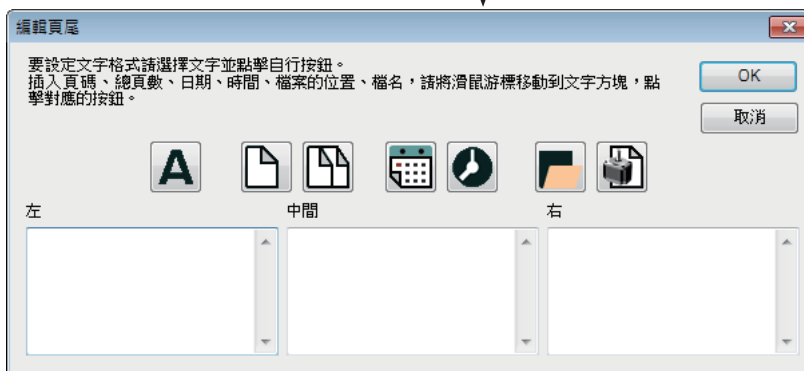 編輯頁尾
要設定文字格式請選擇文字並點擊自行按鈕。
插入頁碼、總頁數、日期、時間、檔案的位置、檔名，請將滑鼠游標移動到文字方塊，點
擊對應的按鈕。
OK
取消
A
左
中間
右